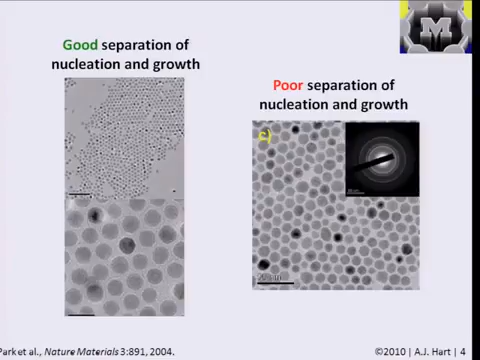 Good separation of
nucleation and growth
Poor separation of
nucleation and growth
c)
M
Park et al., Nature Materials 3:891, 2004.
©2010 | A.J. Hart | 4